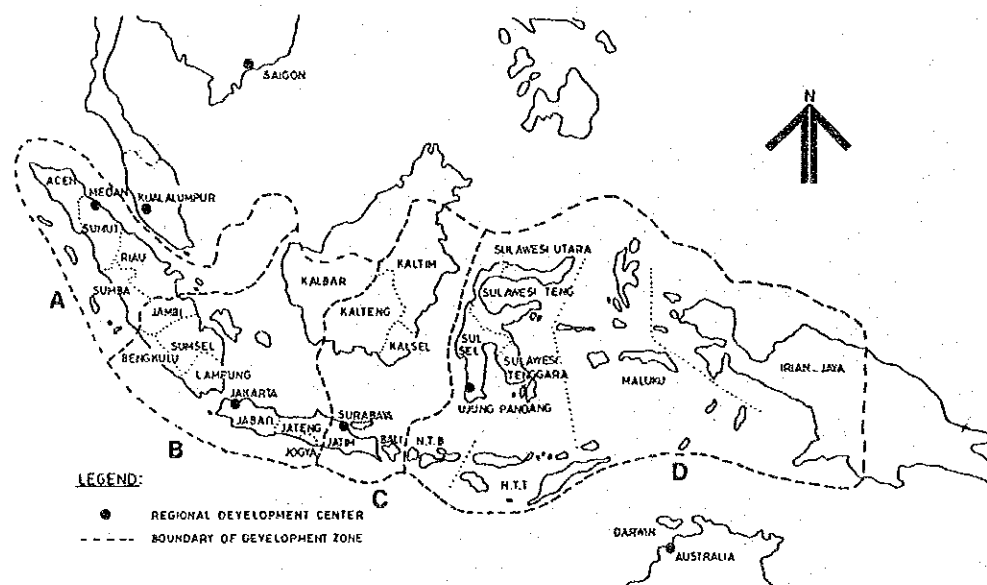 SAIGON
N
ACEH
MEDAN
KUALALUMPUR
SUMUT
RIAU
SUMBA
A
JAMBI
BENGKULU
SUMSEL
LAMPUNG
KALBAR
KALTIM
KALTENG
KALSEL
SULAWESI UTARA
SULAWESI TENG
SUL
SEL
SULAWESI
TENGGARA
UJUNG PANDANG
MALUKU
IRIAN-JAYA
JAKARTA
JABAR
JATENG
JOGYA
SURABAYA
JATIM
BALI
N.T.B
N.T.T
B
C
D
LEGEND:
REGIONAL DEVELOPMENT CENTER
BOUNDARY OF DEVELOPMENT ZONE
DARWIN
AUSTRALIA